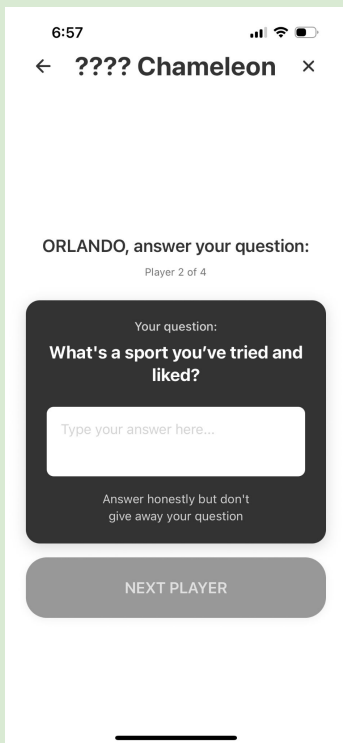 6:57
???? Chameleon
ORLANDO, answer your question:
Player 2 of 4
Your question:
What's a sport you’ve tried and
liked?
Type your answer here...
Answer honestly but don't
give away your question
NEXT PLAYER